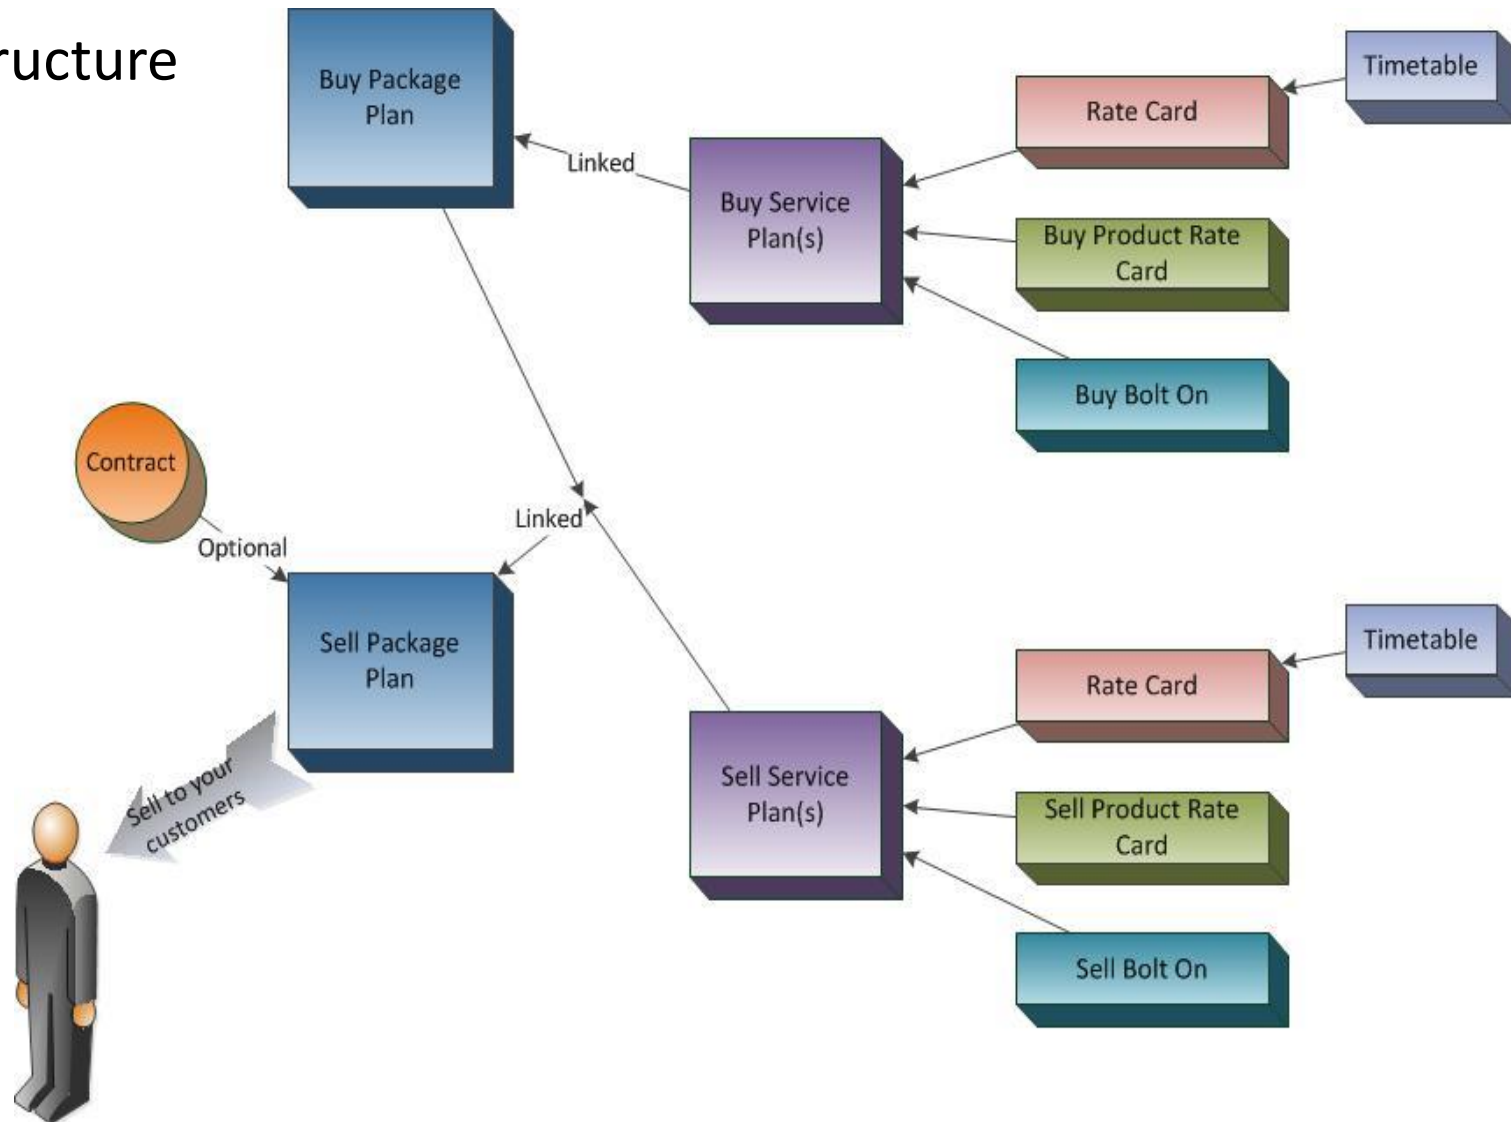 ructure
Buy Package
Plan
Linked
Buy Service
Plan(s)
Rate Card
Timetable
Buy Product Rate
Card
Buy Bolt On
Contract
Optional
Linked
Sell Package
Plan
Sell to your
customers
Sell Service
Plan(s)
Rate Card
Timetable
Sell Product Rate
Card
Sell Bolt On